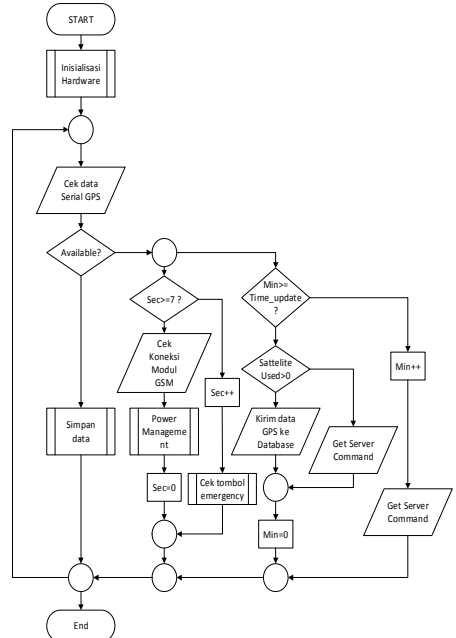 START
Inisialisasi
Hardware
Cek data
Serial GPS
Available?
Sec>=7 ?
Min>=
Time_update
?
Cek
Koneksi
Modul
GSM
Sattelite
Used>0
Min++
Sec++
Simpan
data
Power
Manageme
nt
Kirim data
GPS ke
Database
Get Server
Command
Sec=0
Cek tombol
emergency
Get Server
Command
Min=0
End